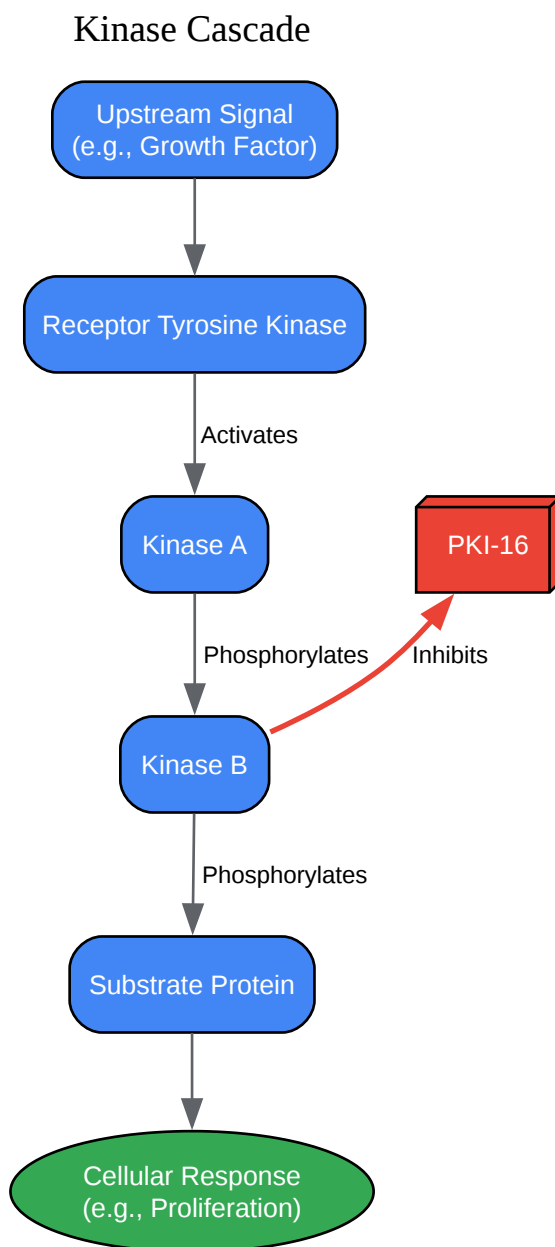 Kinase Cascade
Upstream Signal
(e.g., Growth Factor)
Receptor Tyrosine Kinase
Activates
Kinase A
PKI-16
Phosphorylates
Inhibits
Kinase B
Phosphorylates
Substrate Protein
Cellular Response
(e.g., Proliferation)